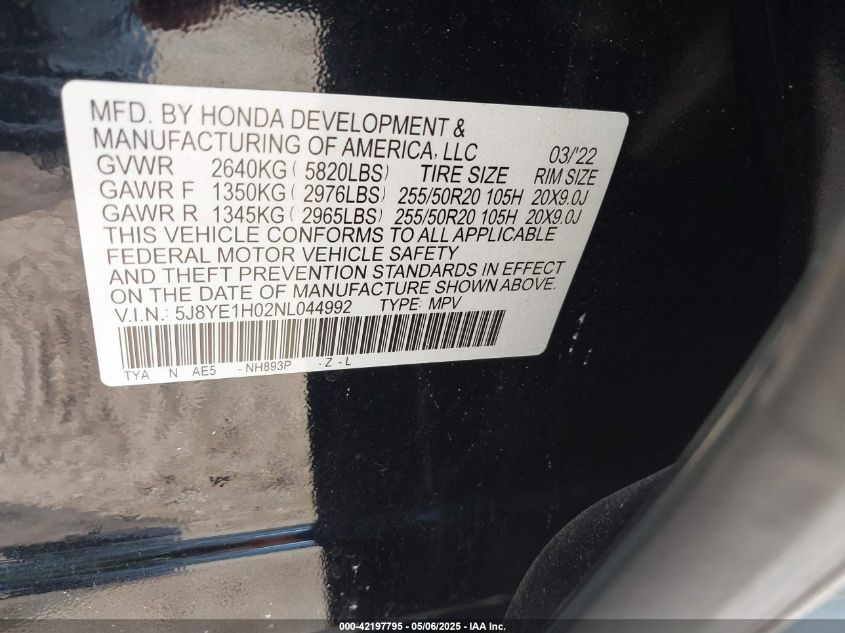 MFD. BY HONDA DEVELOPMENT &
MANUFACTURING OF AMERICA, LLC 03/'22
GVWR 2640KG ( 5820LBS) TIRE SIZE RIM SIZE
GAWR F 1350KG ( 2976LBS) 255/50R20 105H 20X9.0J
GAWR R 1345KG ( 2965LBS) 255/50R20 105H 20X9.0J
THIS VEHICLE CONFORMS TO ALL APPLICABLE
FEDERAL MOTOR VEHICLE SAFETY
AND THEFT PREVENTION STANDARDS IN EFFECT
ON THE DATE OF MANUFACTURE SHOWN ABOVE.
V.I.N.: 5J8YE1H02NL044992 TYPE: MPV
TYA N AE5 - NH893P - Z - L
000-42197795 - 05/06/2025 - IAA Inc.